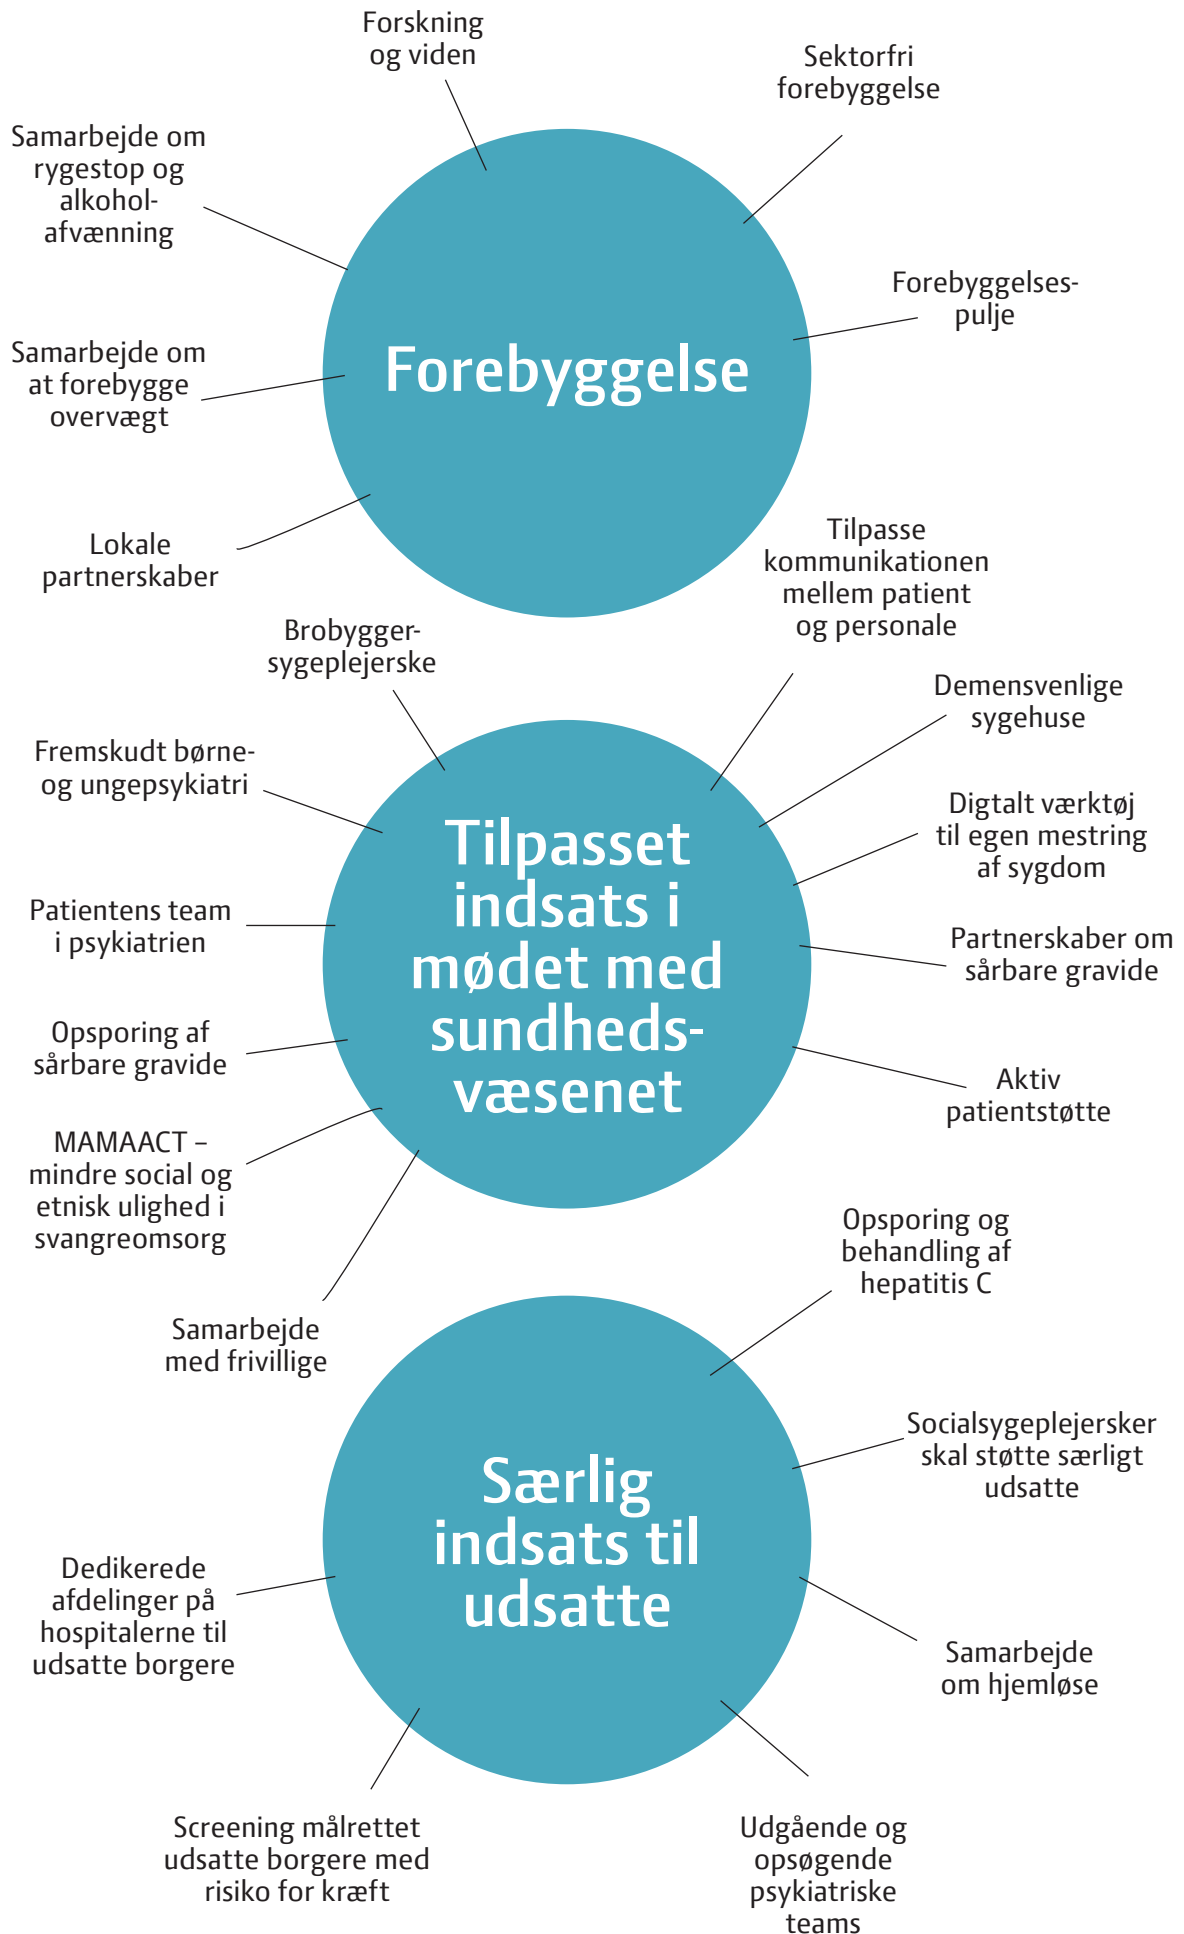 Forskning
og viden
Sektorfri
forebyggelse
Samarbejde om
rygestop og
alkohol-
afvænning
Forebyggelses-
pulje
Samarbejde om
at forebygge
overvægt
Forebyggelse
Lokale
partnerskaber
Tilpasse
kommunikationen
mellem patient
og personale
Brobygger-
sygeplejerske
Demensvenlige
sygehuse
Fremskudt børne-
og ungepsykiatri
Digtalt værktøj
til egen mestring
af sygdom
Tilpasset
indsats i
mødet med
sundheds-
væsenet
Patientens team
i psykiatrien
Partnerskaber om
sårbare gravide
Opsporing af
sårbare gravide
Aktiv
patientstøtte
MAMAACT –
mindre social og
etnisk ulighed i
svangreomsorg
Samarbejde
med frivillige
Opsporing og
behandling af
hepatitis C
Socialsygeplejersker
skal støtte særligt
udsatte
Særlig
indsats til
udsatte
Dedikerede
afdelinger på
hospitalerne til
udsatte borgere
Samarbejde
om hjemløse
Screening målrettet
udsatte borgere med
risiko for kræft
Udgående og
opsøgende
psykiatriske
teams